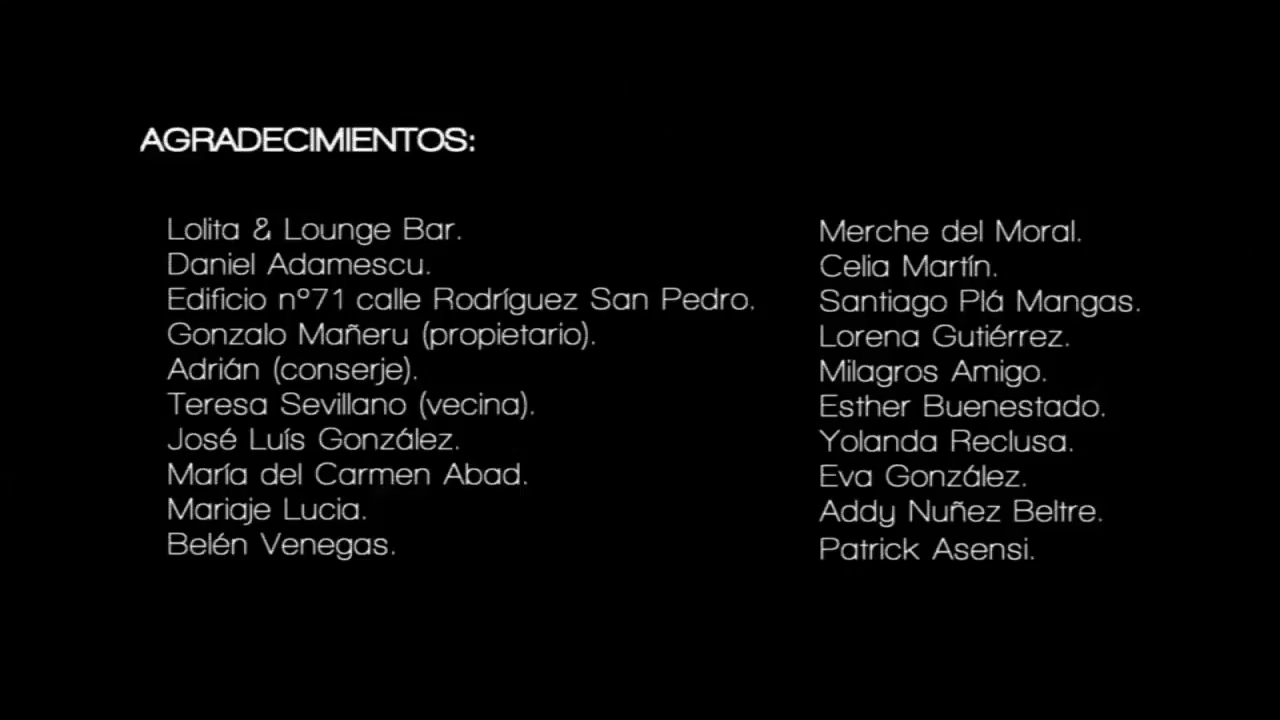 AGRADECIMIENTOS:
Lolita & Lounge Bar.
Daniel Adamescu.
Edificio nº71 calle Rodríguez San Pedro.
Gonzalo Mañeru (propietario).
Adrián (conserje).
Teresa Sevillano (vecina).
José Luís González.
María del Carmen Abad.
Mariaje Lucia.
Belén Venegas.
Merche del Moral.
Celia Martín.
Santiago Plá Mangas.
Lorena Gutiérrez.
Milagros Amigo.
Esther Buenestado.
Yolanda Reclusa.
Eva González.
Addy Nuñez Beltre.
Patrick Asensi.